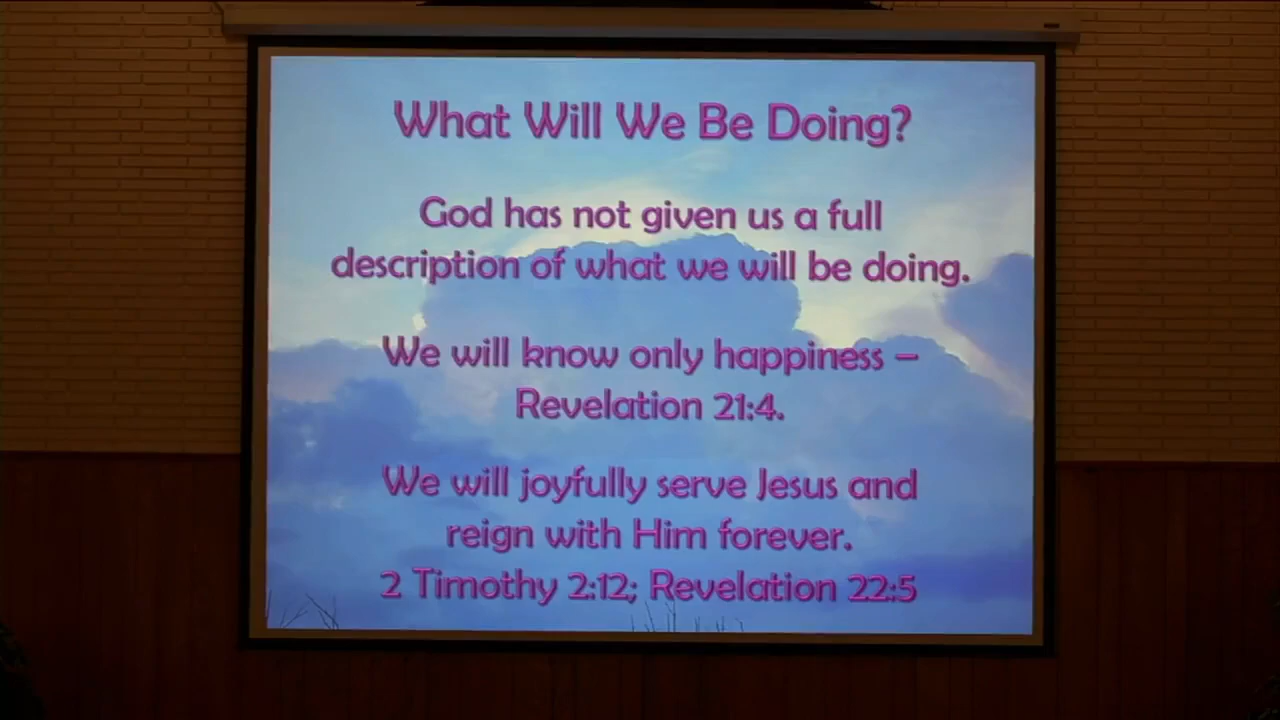 What Will We Be Doing?
God has not given us a full
description of what we will be doing.
We will know only happiness –
Revelation 21:4.
We will joyfully serve Jesus and
reign with Him forever.
2 Timothy 2:12; Revelation 22:5